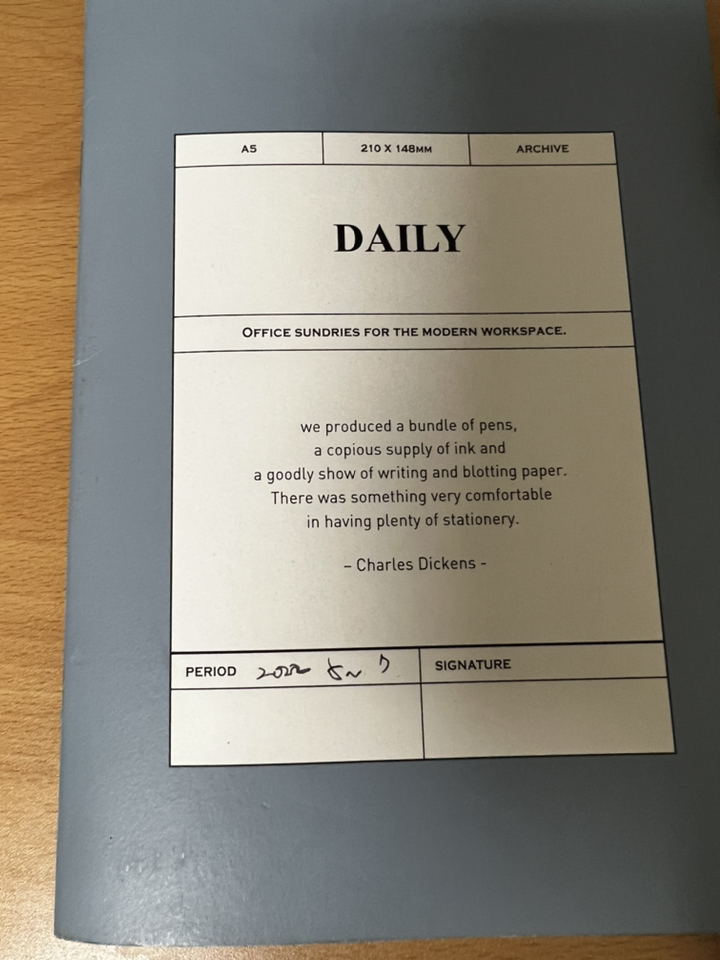 A5 210 X 148MM ARCHIVE
DAILY
OFFICE SUNDRIES FOR THE MODERN WORKSPACE.
we produced a bundle of pens,
a copious supply of ink and
a goodly show of writing and blotting paper.
There was something very comfortable
in having plenty of stationery.
– Charles Dickens -
PERIOD 2022 SIGNATURE